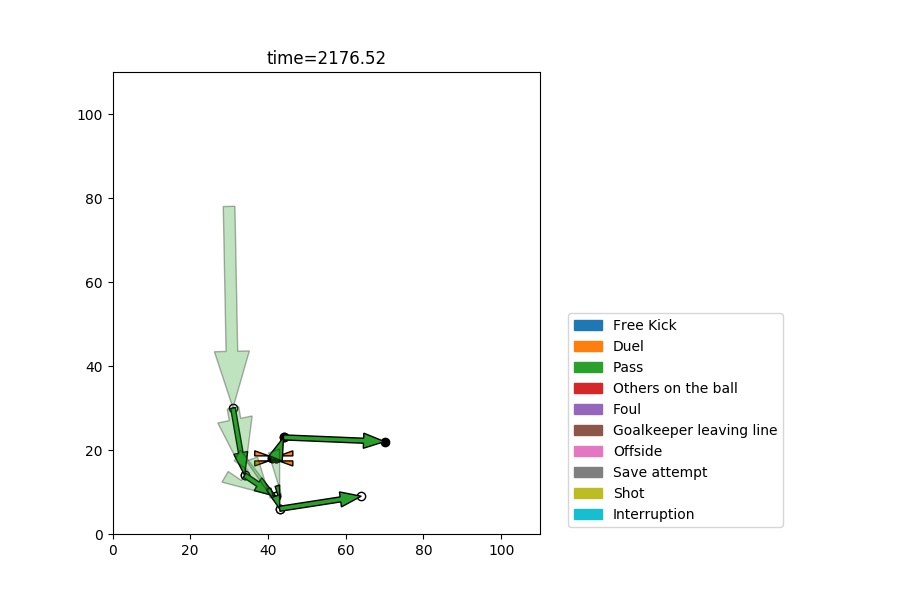 time=2176.52
100
80
60
40
20
0
0 20 40 60 80 100
Free Kick
Duel
Pass
Others on the ball
Foul
Goalkeeper leaving line
Offside
Save attempt
Shot
Interruption